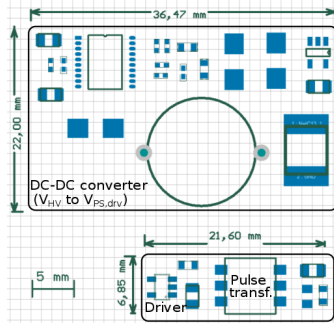 36,47 mm
22,00 mm
DC-DC converter
(V_HV to V_PS,drv)
21,60 mm
5 mm
6,85 mm
Pulse
transf.
Driver